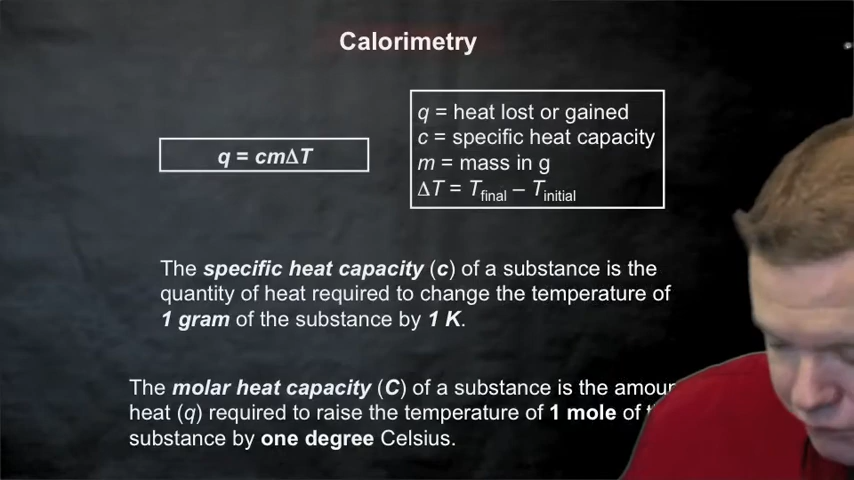 Calorimetry
q = cmΔT
q = heat lost or gained
c = specific heat capacity
m = mass in g
ΔT = Tfinal – Tinitial
The specific heat capacity (c) of a substance is the
quantity of heat required to change the temperature of
1 gram of the substance by 1 K.
The molar heat capacity (C) of a substance is the
heat (q) required to raise the temperature of 1 mole of
substance by one degree Celsius.